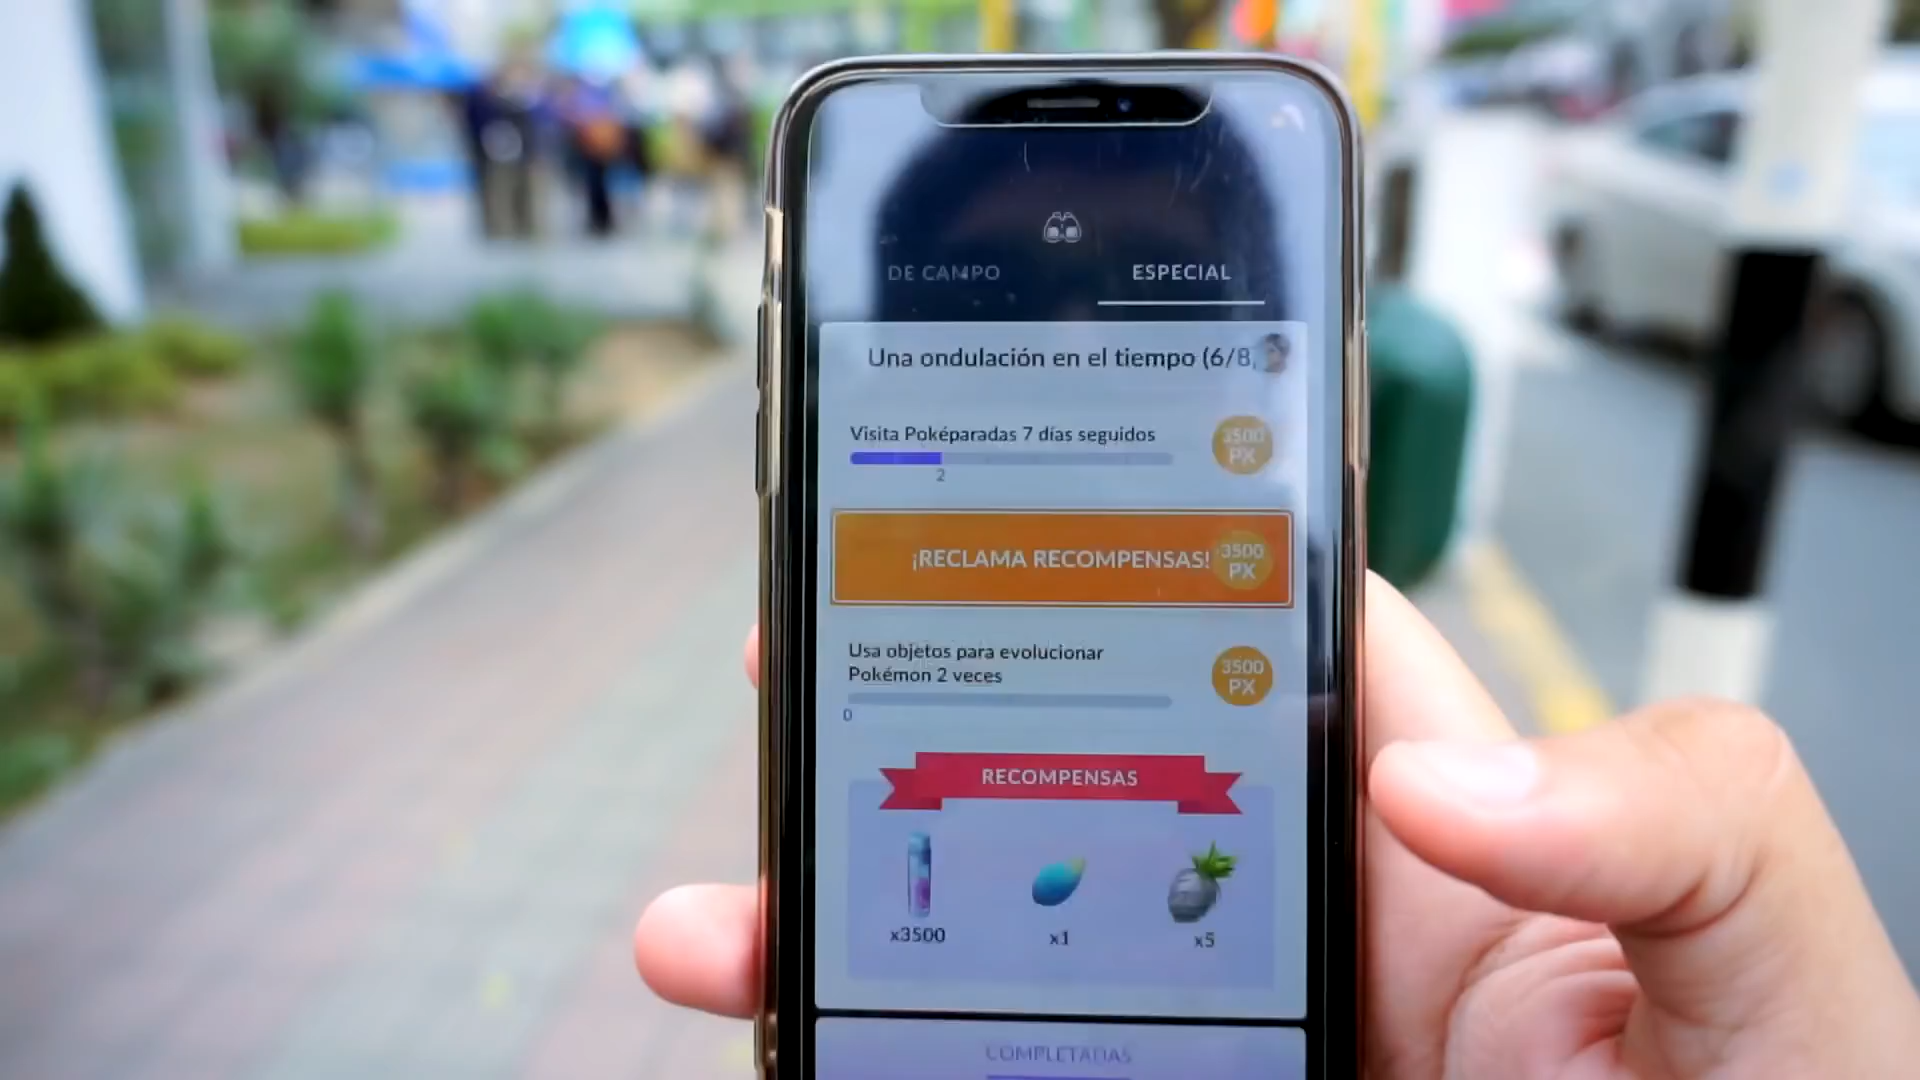 DE CAMPO
ESPECIAL
Una ondulación en el tiempo (6/8
Visita Poképaradas 7 días seguidos
3500
PX
2
¡RECLAMA RECOMPENSAS!
3500
PX
Usa objetos para evolucionar
Pokémon 2 veces
3500
PX
0
RECOMPENSAS
x3500
x1
x5
COMPLETADAS